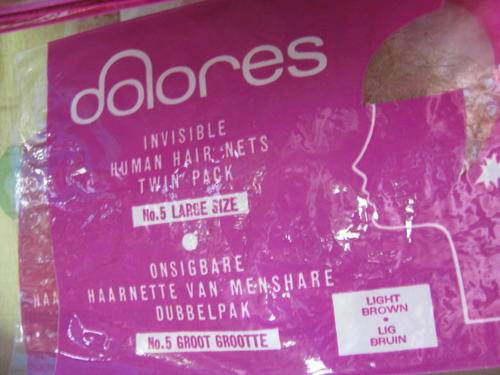 dolores
INVISIBLE
HUMAN HAIR NETS
TWIN PACK
No.5 LARGE SIZE
ONSIGBARE
HAARNETTE VAN MENSHARE
DUBBELPAK
No.5 GROOT GROOTTE
LIGHT
BROWN
•
LIG
BRUIN
HAA